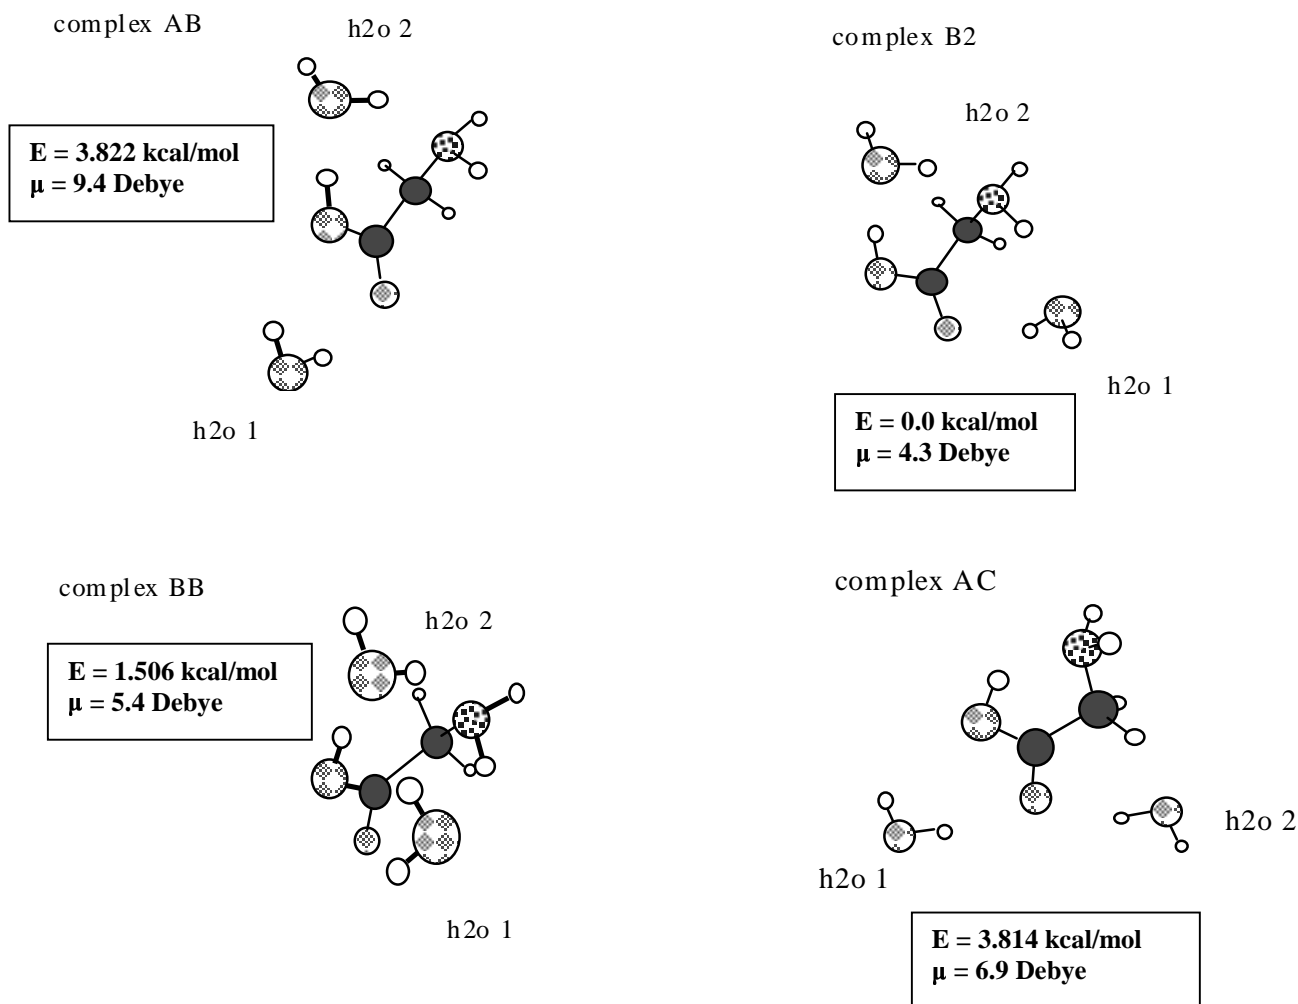 complex AB
h2o 2
E = 3.822 kcal/mol
μ = 9.4 Debye
h2o 1
complex B2
h2o 2
h2o 1
E = 0.0 kcal/mol
μ = 4.3 Debye
complex BB
h2o 2
E = 1.506 kcal/mol
μ = 5.4 Debye
h2o 1
complex AC
h2o 2
h2o 1
E = 3.814 kcal/mol
μ = 6.9 Debye